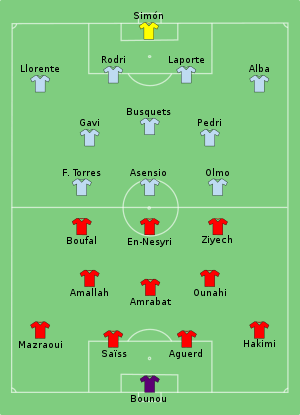 Simón
Llorente
Rodri
Laporte
Alba
Busquets
Gavi
Pedri
F. Torres
Asensio
Olmo
Boufal
En-Nesyri
Ziyech
Amallah
Amrabat
Ounahi
Mazraoui
Saïss
Aguerd
Hakimi
Bounou